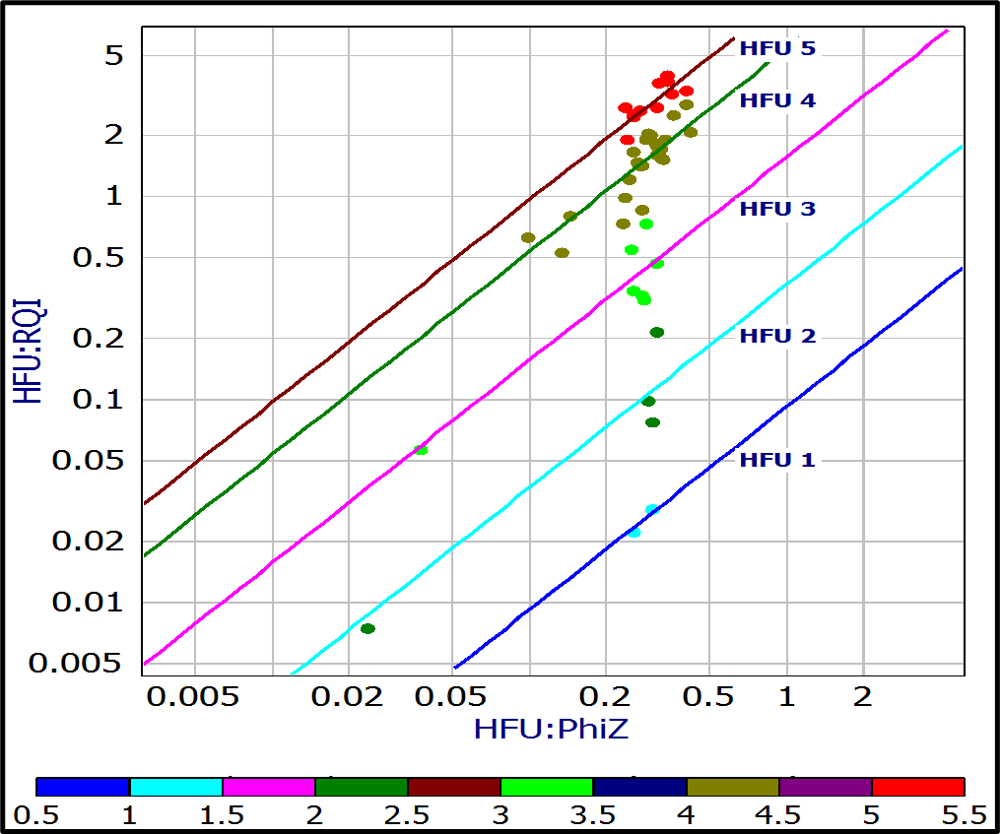 5
HFU 5
HFU 4
2
1
HFU 3
0.5
HFU:RQI
0.2
HFU 2
0.1
0.05
HFU 1
0.02
0.01
0.005
0.005 0.02 0.05 0.2 0.5 1 2
HFU:PhiZ
0.5 1 1.5 2 2.5 3 3.5 4 4.5 5 5.5